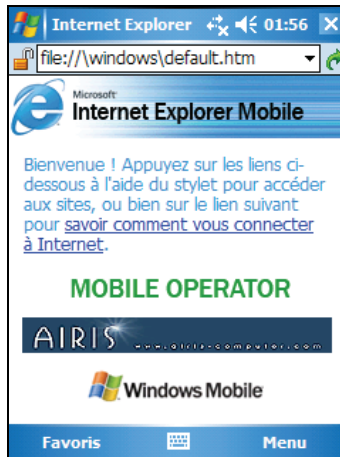 Internet Explorer 01:56
file://\windows\default.htm
Microsoft
Internet Explorer Mobile
Bienvenue ! Appuyez sur les liens ci-
dessous à l'aide du stylet pour accéder
aux sites, ou bien sur le lien suivant
pour savoir comment vous connecter
à Internet.
MOBILE OPERATOR
AIRIS www.airis-computer.com
Windows Mobile
Favoris Menu